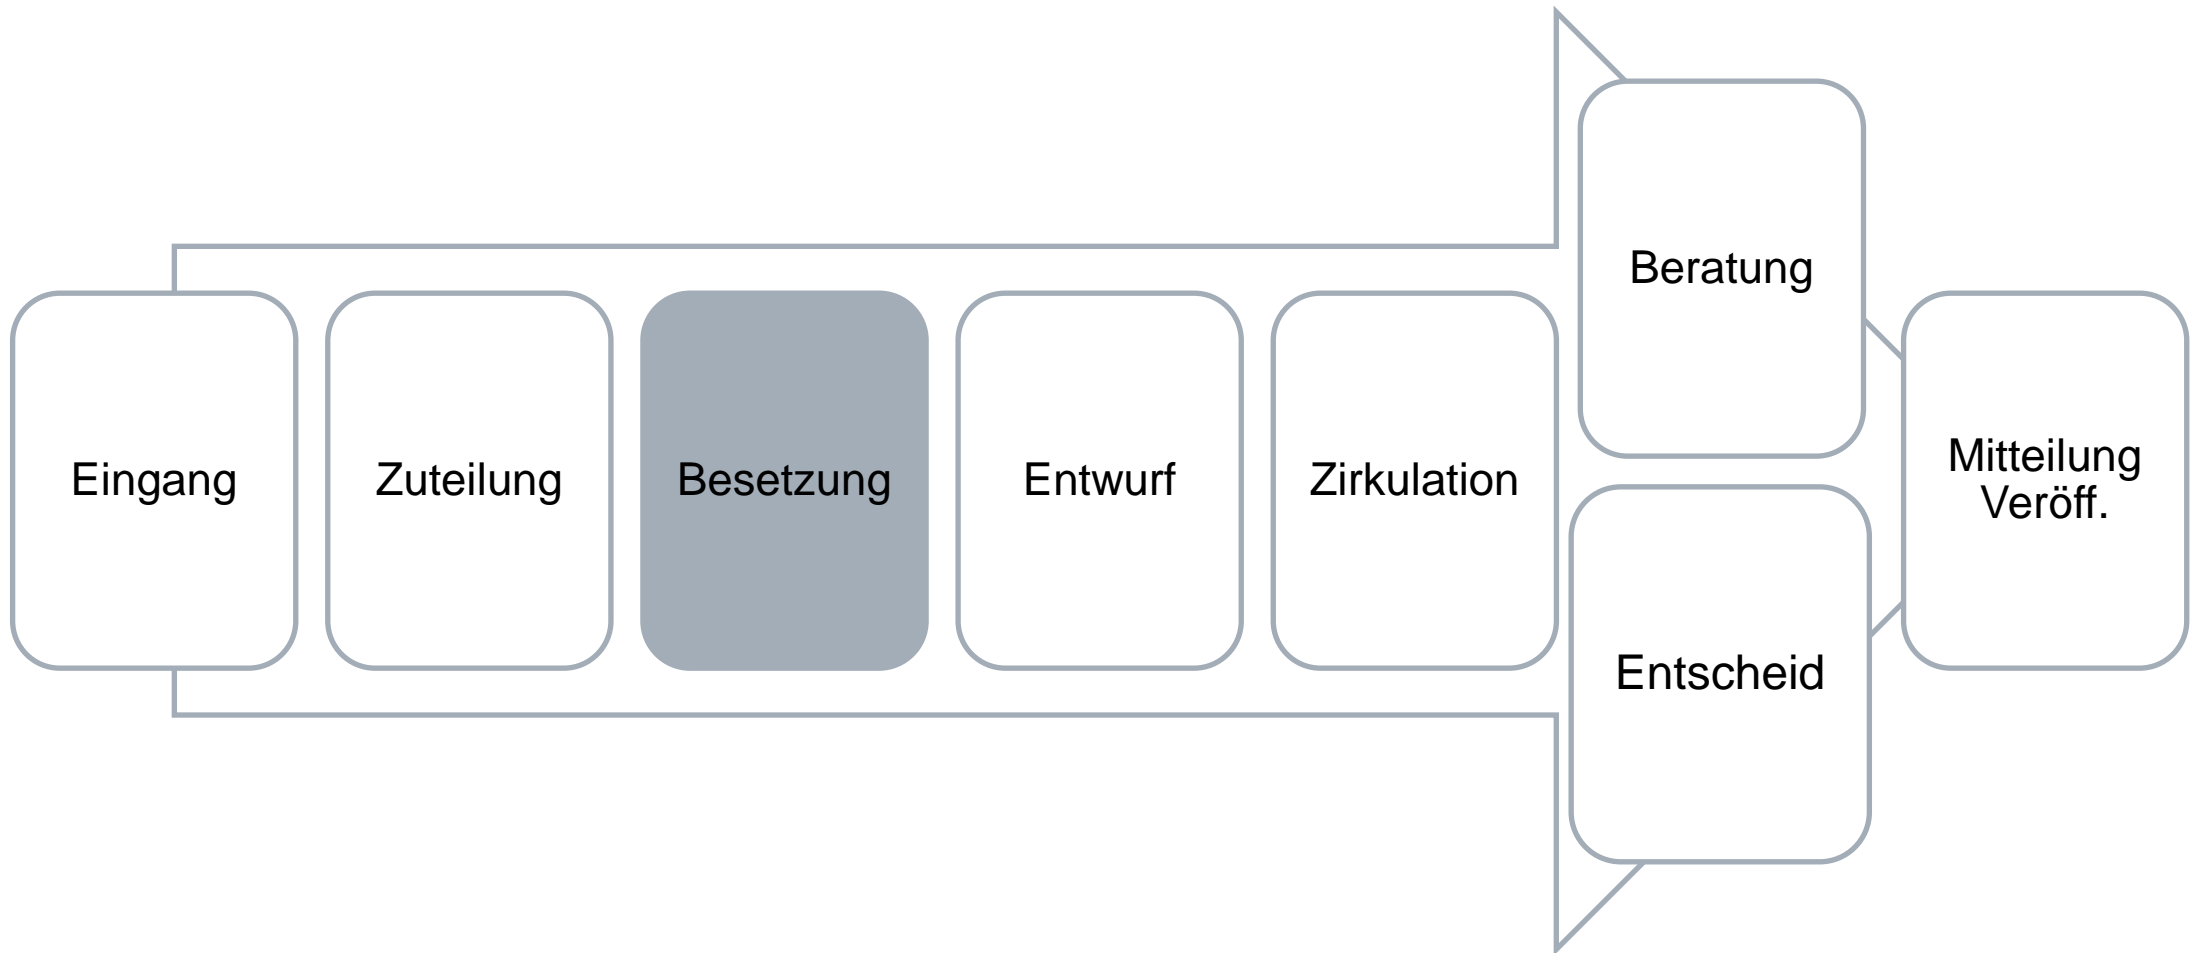 Eingang
Zuteilung
Besetzung
Entwurf
Zirkulation
Beratung
Entscheid
Mitteilung
Veröff.